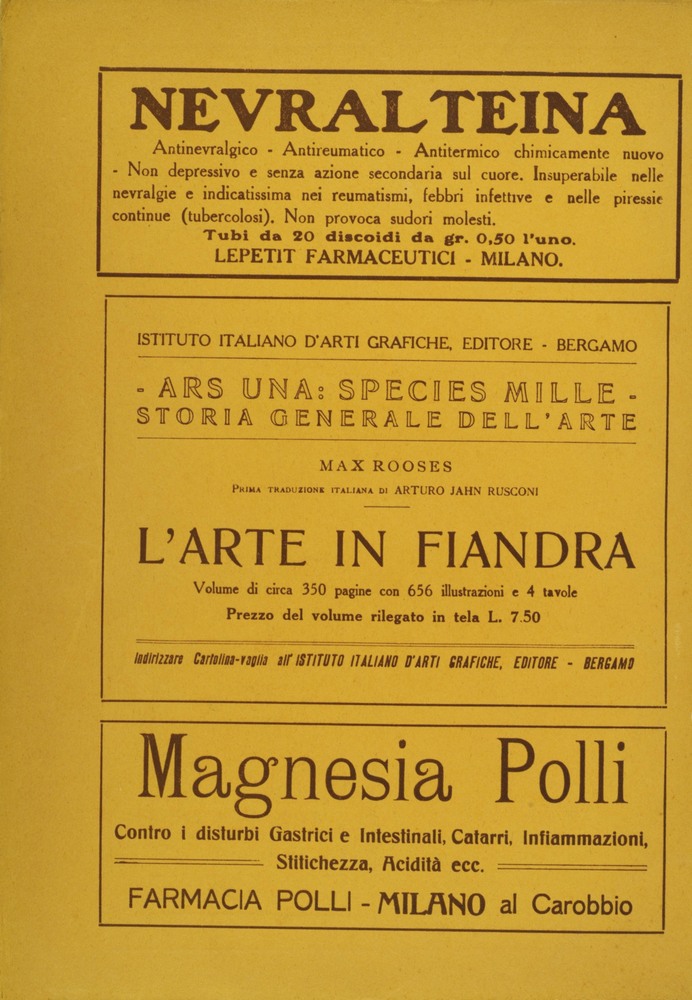 NEVRALTEINA
Antinevralgico - Antireumatico - Antitermico chimicamente nuovo
- Non depressivo e senza azione secondaria sul cuore. Insuperabile nelle
nevralgie e indicatissima nei reumatismi, febbri infettive e nelle piressie
continue (tubercolosi). Non provoca sudori molesti.
Tubi da 20 discoidi da gr. 0,50 l'uno.
LEPETIT FARMACEUTICI - MILANO.
ISTITUTO ITALIANO D'ARTI GRAFICHE, EDITORE - BERGAMO
- ARS UNA: SPECIES MILLE -
STORIA GENERALE DELL'ARTE
MAX ROOSES
PRIMA TRADUZIONE ITALIANA DI ARTURO JAHN RUSCONI
L'ARTE IN FIANDRA
Volume di circa 350 pagine con 656 illustrazioni e 4 tavole
Prezzo del volume rilegato in tela L. 7.50
Indirizzare Cartolina-vaglia all' ISTITUTO ITALIANO D'ARTI GRAFICHE, EDITORE - BERGAMO
Magnesia Polli
Contro i disturbi Gastrici e Intestinali, Catarri, Infiammazioni,
Stitichezza, Acidità ecc.
FARMACIA POLLI - MILANO al Carobbio